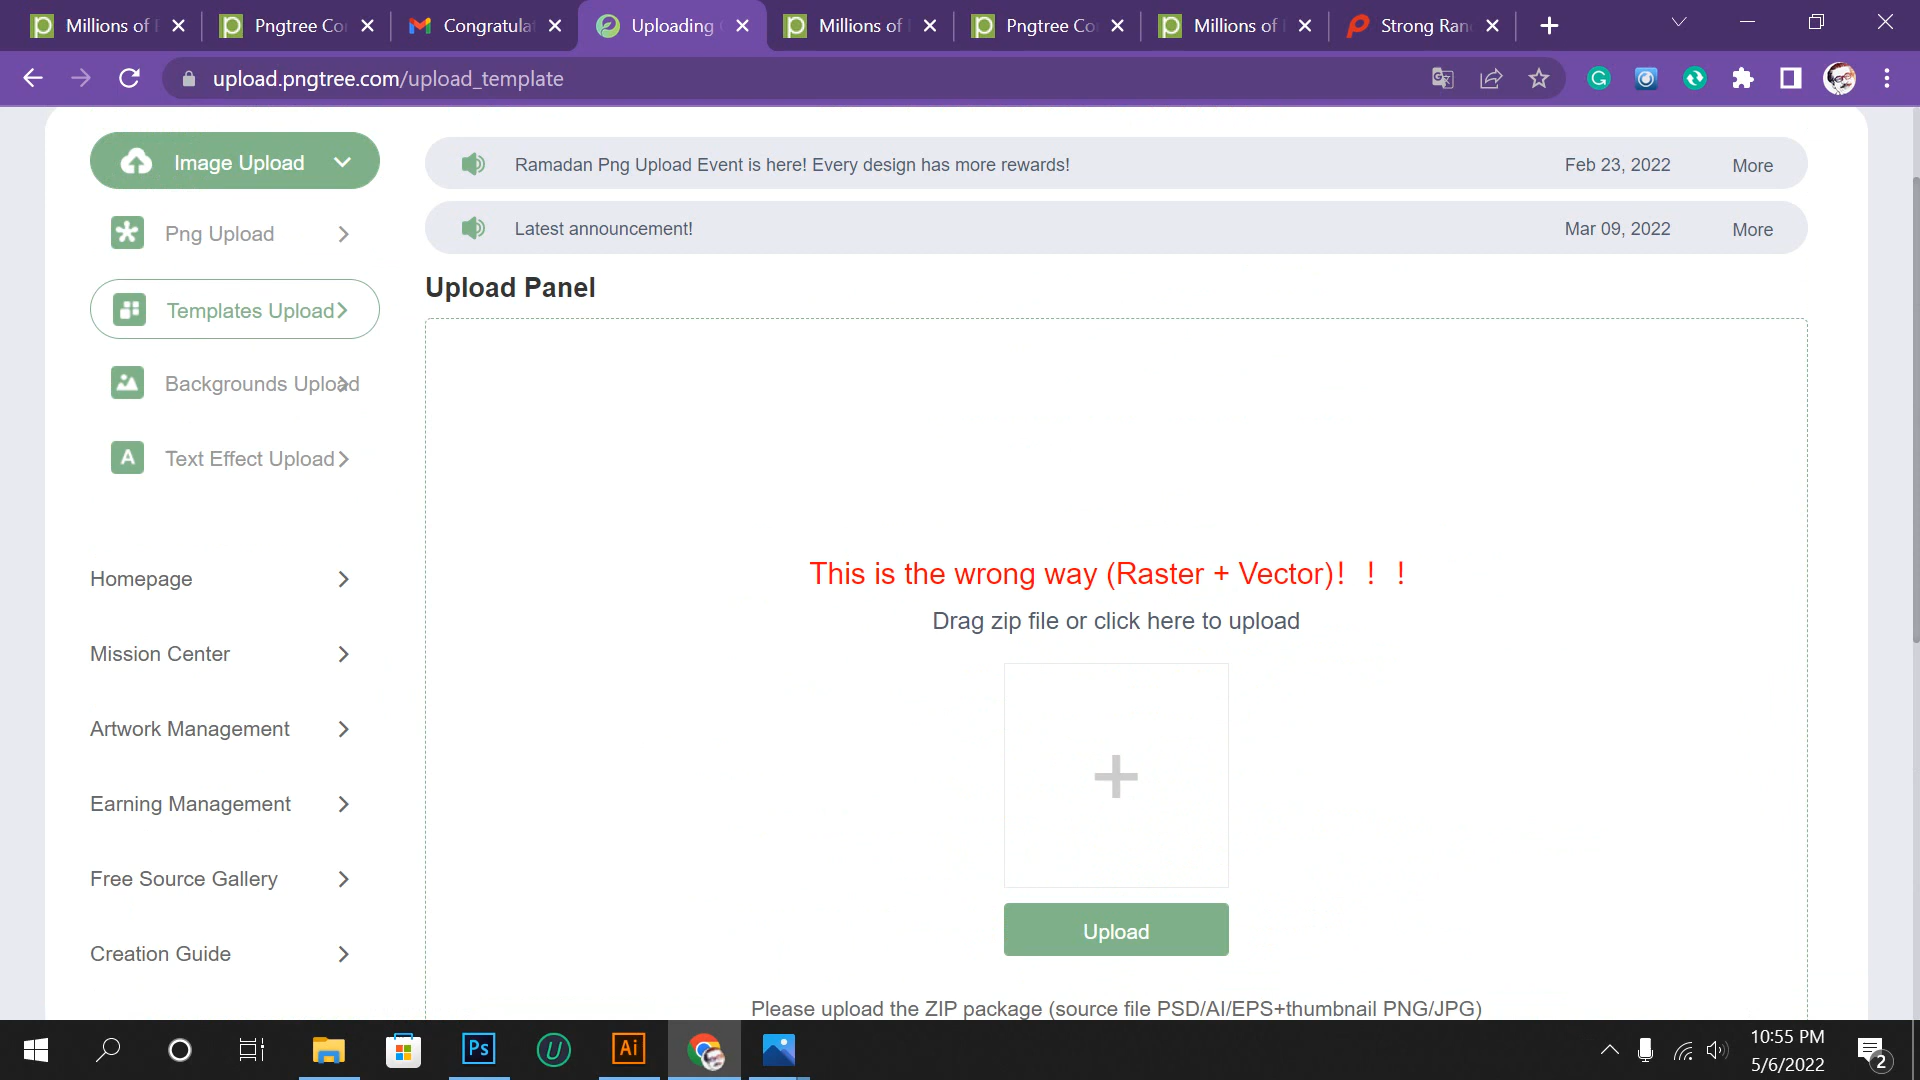 Millions of
Pngtree Co
Congratula
Uploading
Millions of
Pngtree Co
Millions of
Strong Ran
upload.pngtree.com/upload_template
Image Upload
Png Upload
Templates Upload
Backgrounds Upload
Text Effect Upload
Homepage
Mission Center
Artwork Management
Earning Management
Free Source Gallery
Creation Guide
Ramadan Png Upload Event is here! Every design has more rewards! Feb 23, 2022 More
Latest announcement! Mar 09, 2022 More
Upload Panel
This is the wrong way (Raster + Vector)！！！
Drag zip file or click here to upload
Upload
Please upload the ZIP package (source file PSD/AI/EPS+thumbnail PNG/JPG)
Ps
Ai
10:55 PM
5/6/2022
2